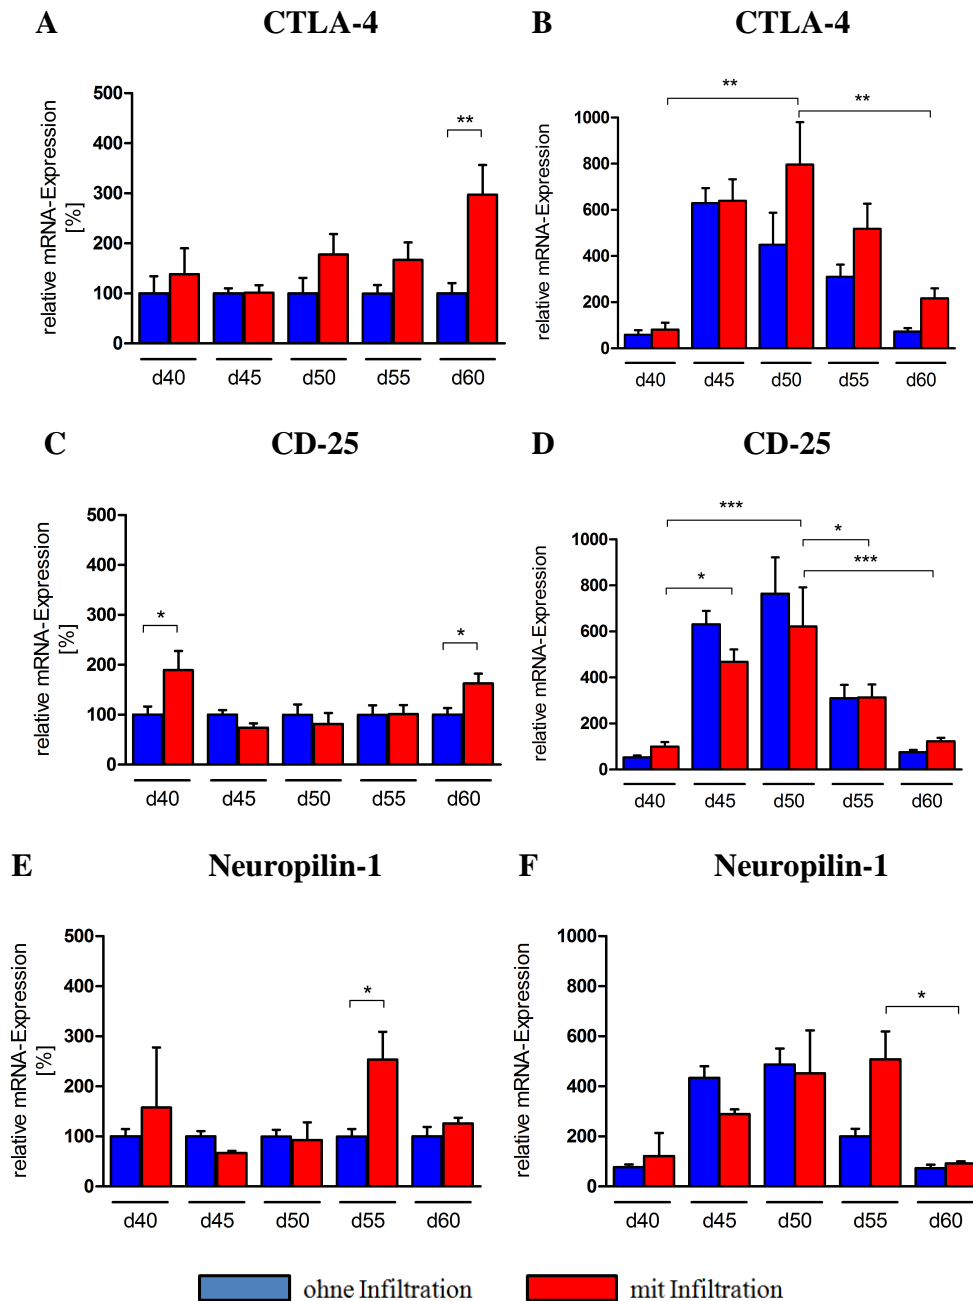 A CTLA-4
B CTLA-4
relative mRNA-Expression
[%]
500
400
300
200
100
0
**
d40 d45 d50 d55 d60
relative mRNA-Expression
1000
800
600
400
200
0
** **
d40 d45 d50 d55 d60
C CD-25
D CD-25
relative mRNA-Expression
[%]
500
400
300
200
100
0
* *
d40 d45 d50 d55 d60
relative mRNA-Expression
1000
800
600
400
200
0
***
*
***
*
d40 d45 d50 d55 d60
E Neuropilin-1
F Neuropilin-1
relative mRNA-Expression
[%]
500
400
300
200
100
0
*
d40 d45 d50 d55 d60
relative mRNA-Expression
1000
800
600
400
200
0
*
d40 d45 d50 d55 d60
ohne Infiltration mit Infiltration